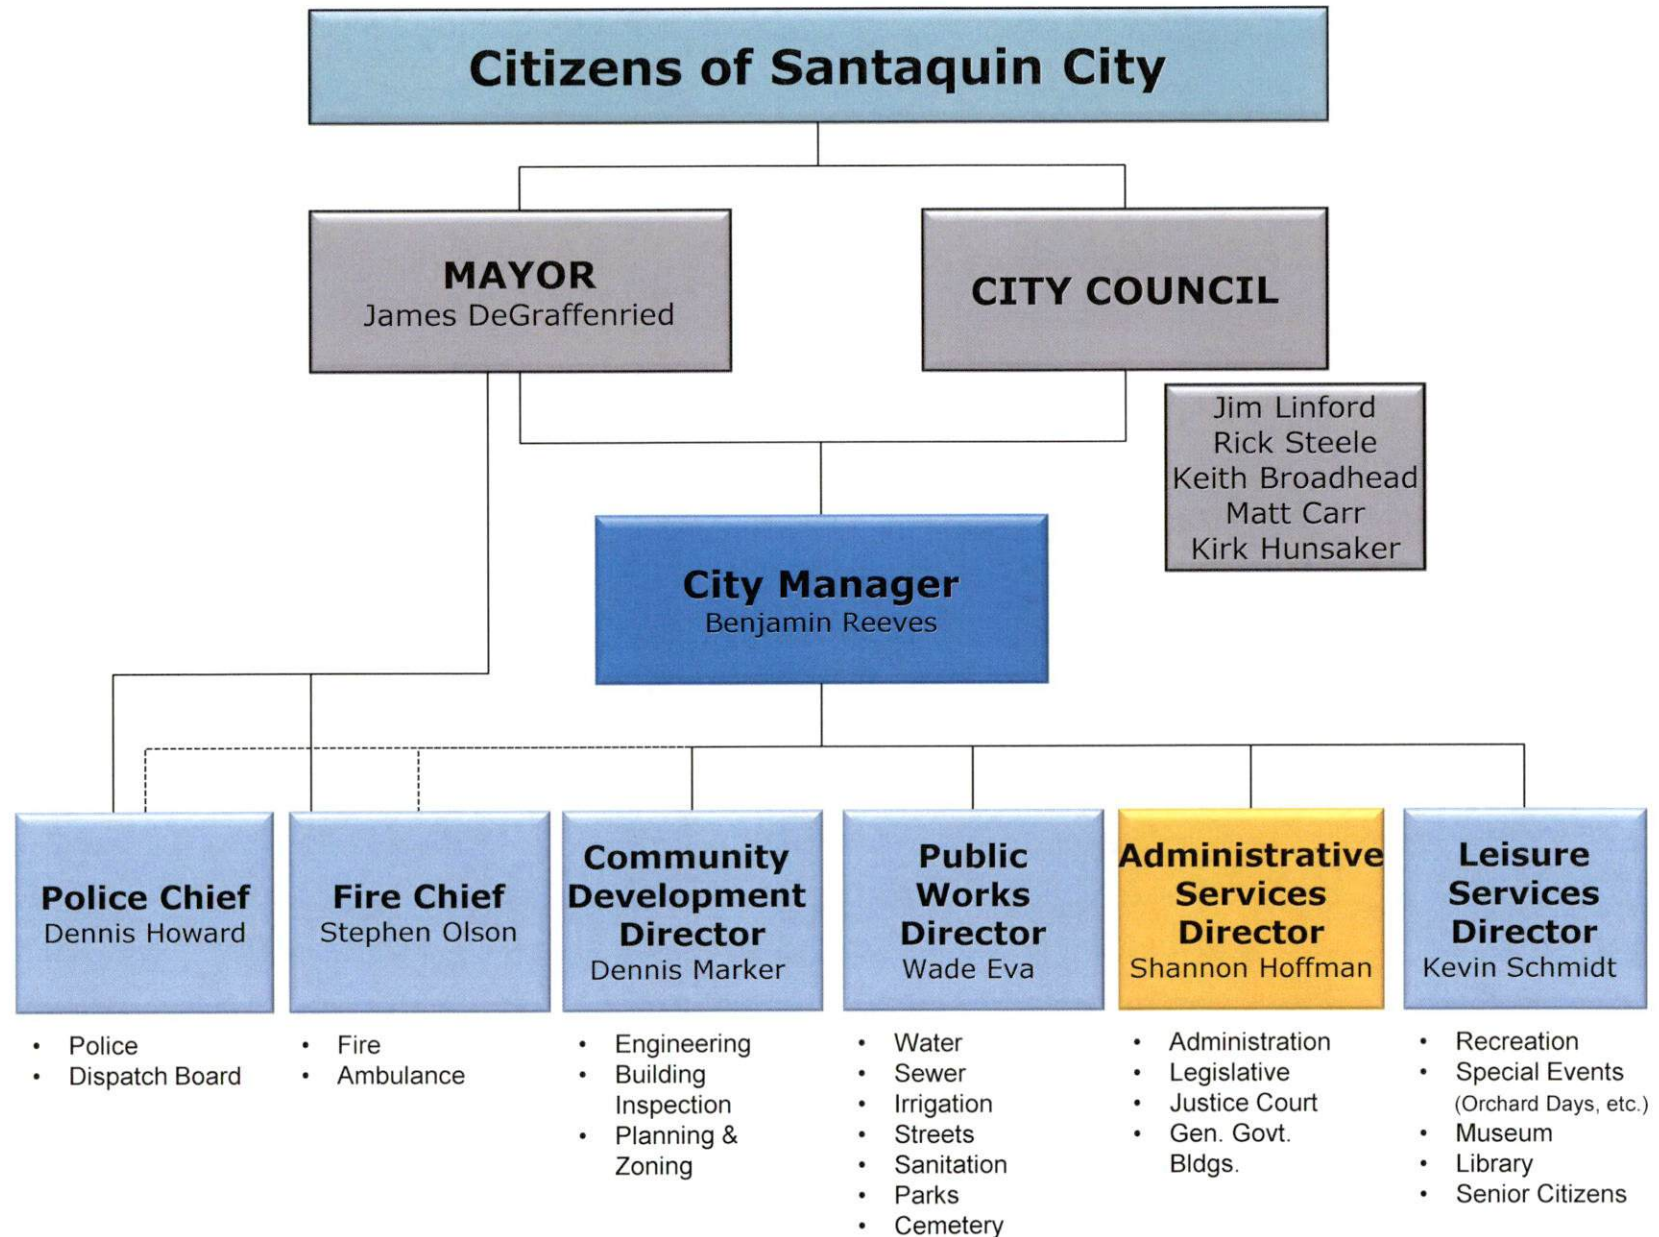 Citizens of Santaquin City
MAYOR
James DeGraffenried
CITY COUNCIL
Jim Linford
Rick Steele
Keith Broadhead
Matt Carr
Kirk Hunsaker
City Manager
Benjamin Reeves
Police Chief
Dennis Howard
• Police
• Dispatch Board
Fire Chief
Stephen Olson
• Fire
• Ambulance
Community
Development
Director
Dennis Marker
• Engineering
• Building
Inspection
• Planning &
Zoning
Public
Works
Director
Wade Eva
• Water
• Sewer
• Irrigation
• Streets
• Sanitation
• Parks
• Cemetery
Administrative
Services
Director
Shannon Hoffman
• Administration
• Legislative
• Justice Court
• Gen. Govt.
Bldgs.
Leisure
Services
Director
Kevin Schmidt
• Recreation
• Special Events
(Orchard Days, etc.)
• Museum
• Library
• Senior Citizens